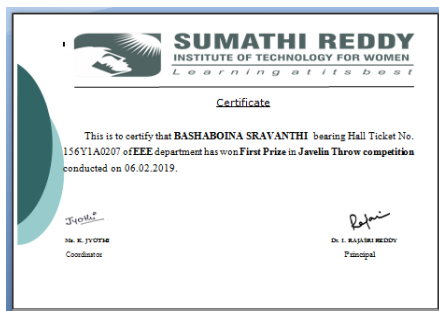 SUMATHI REDDY
INSTITUTE OF TECHNOLOGY FOR WOMEN
Learning at its best
Certificate
This is to certify that BASHABOINA SRAVANTHI bearing Hall Ticket No.
156Y1A0207 of EEE department has won First Prize in Javelin Throw competition
conducted on 06.02.2019.
Jyothi Rajani
Ms. K. JYOTHI Dr. I. RAJASRI REDDY
Coordinator Principal